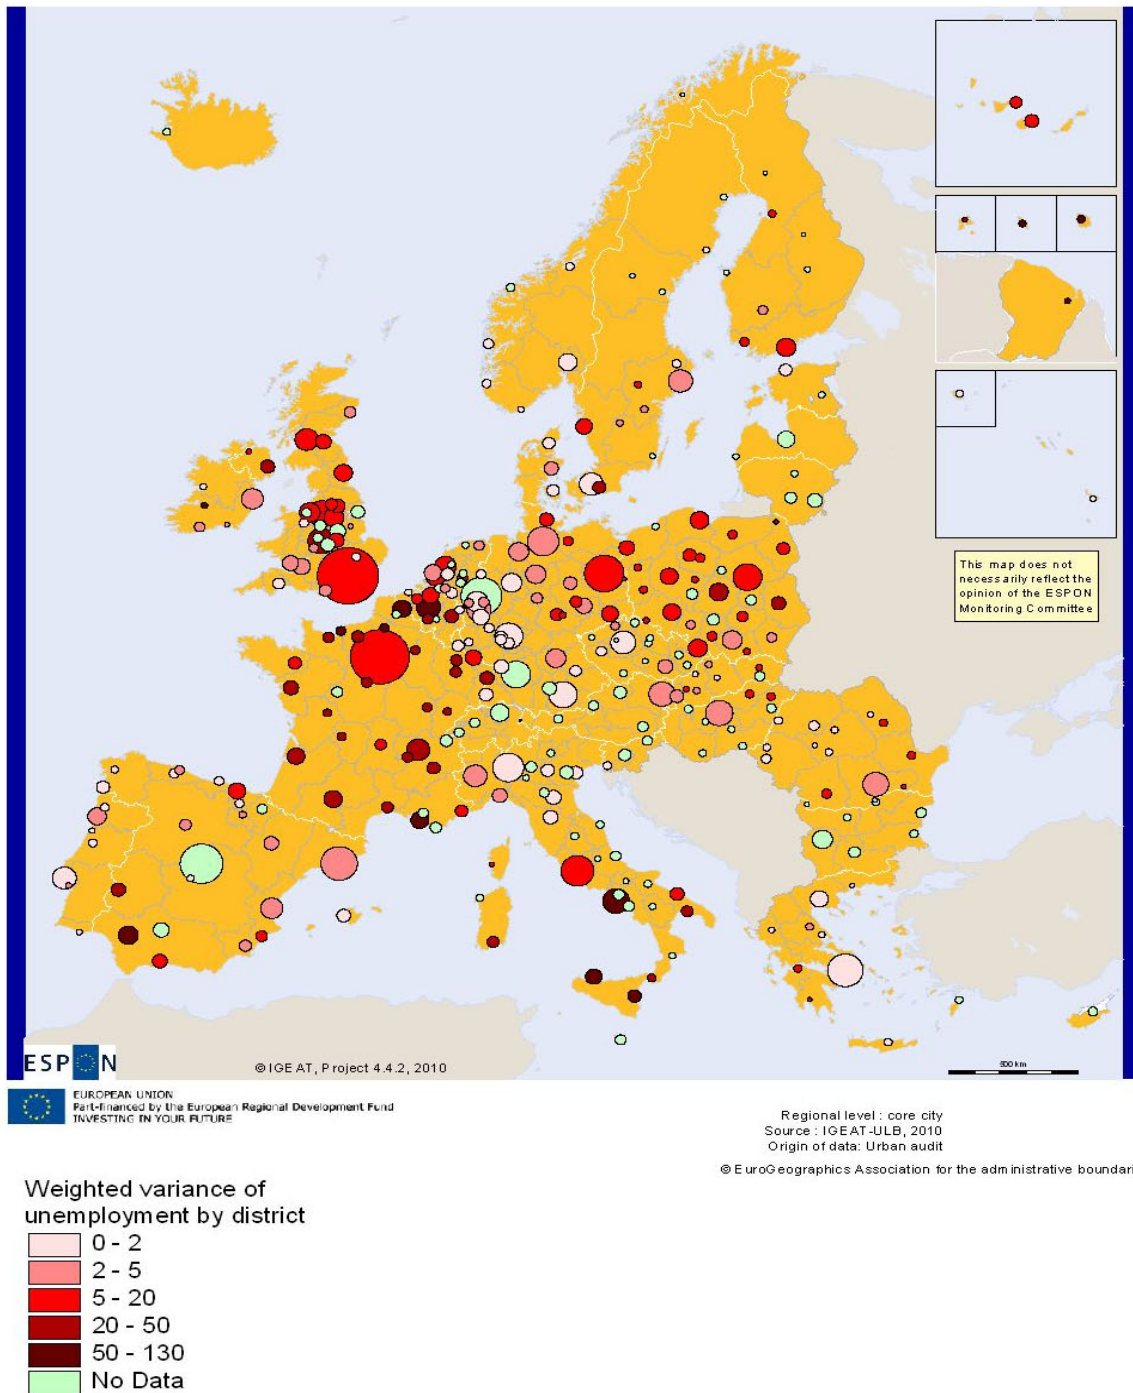 This map does not
necessarily reflect the
opinion of the ESPON
Monitoring Committee
ESPON
© IGEAT, Project 4.4.2, 2010
500 km
EUROPEAN UNION
Part-financed by the European Regional Development Fund
INVESTING IN YOUR FUTURE
Regional level : core city
Source : IGEAT-ULB, 2010
Origin of data: Urban audit
© EuroGeographics Association for the administrative boundari
Weighted variance of
unemployment by district
0 - 2
2 - 5
5 - 20
20 - 50
50 - 130
No Data